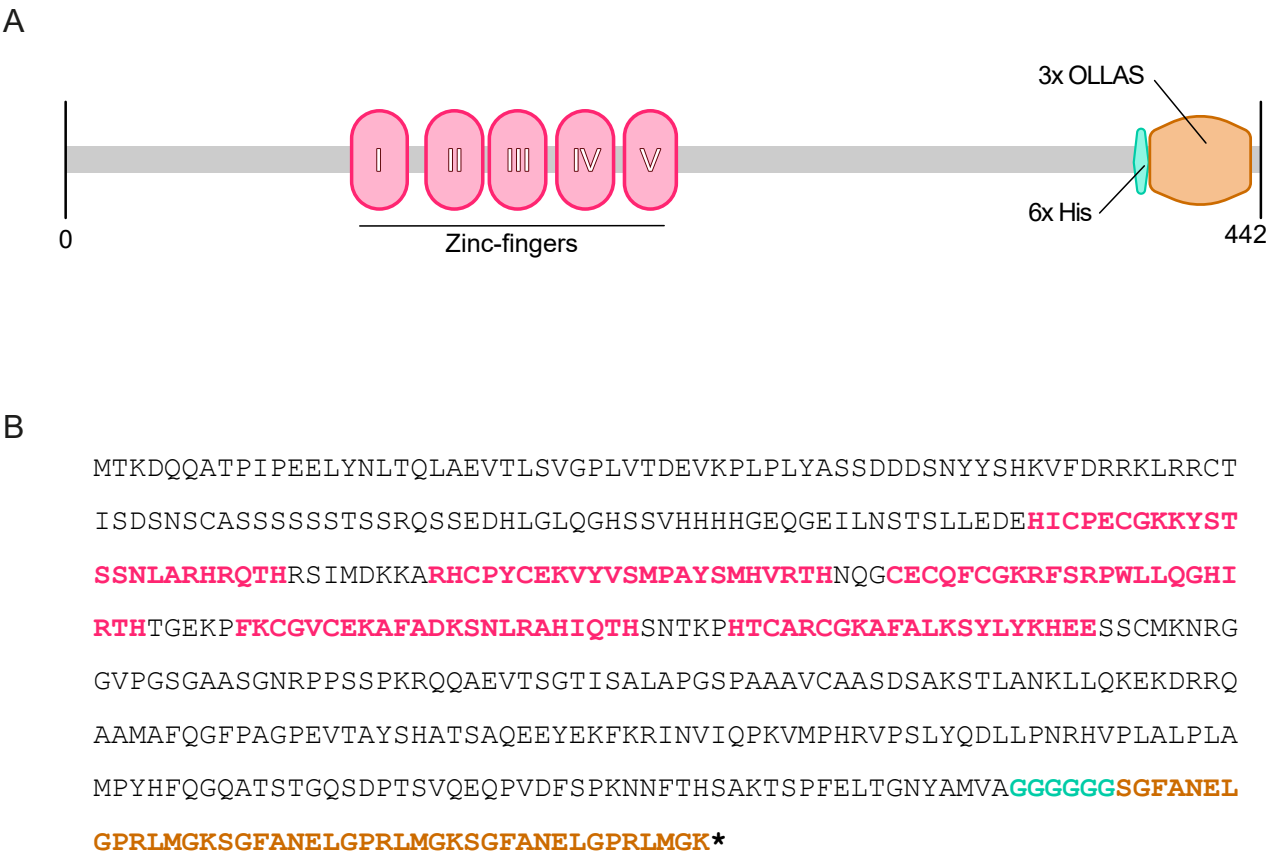 A
3x OLLAS
I II III IV V
6x His
0
442
Zinc-fingers
B
MTKDQQATPIPEELYNLTQLAEVTLSVGPLVTDEVKPLPLYASSDDDSNYYSHKVFDRRKLRRCT
ISDSNSCASSSSSSTSSRQSSEDHLGLQGHSSVHHHHGEQGEILNSTSLLEDEHICPECGKKYST
SSNLARHRQTHRSIMDKKARHCPYCEKVYVSMPAYSMHVRTHNQGCECQFCGKRFSRPWLLQGHI
RTHTGEKPFKCGVCEKAFADKSNLRAHIQTHSNTKPHTCARCGKAFALKSYLYKHEESSCMKNRG
GVPGSGAASGNRPPSSPKRQQAEVTSGTISALAPGSPAAAVCAASDSAKSTLANKLLQKEKDRRQ
AAMAFQGFPAGPEVTAYSHATSAQEEYEKFKRINVIQPKVMPHRVPSLYQDLLPNRHVPLALPLA
MPYHFQGQATSTGQSDPTSVQEQPVDFSPKNNFTHSAKTSPFELTGNYAMVAGGGGGGSGFANEL
GPRLMGKSGFANELGPRLMGKSGFANELGPRLMGK*